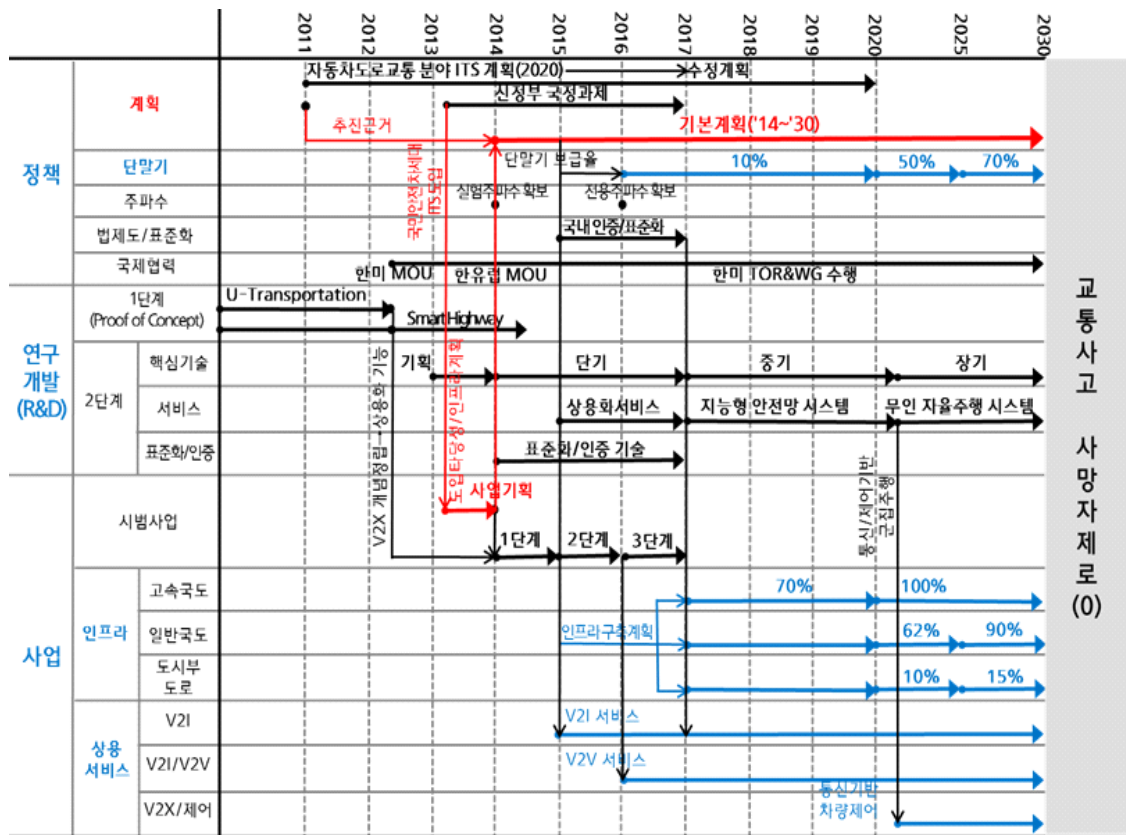 2011 2012 2013 2014 2015 2016 2017 2020 2025 2030
정책
계획
자동차도로교통 분야 ITS 계획(2020)
수정계획
신정부 국정과제
추진근거
기본계획('14~'30)
국민안전차세대
ITS도입
단말기
단말기 보급율
10%
50%
70%
주파수
실험주파수 확보
전용주파수 확보
법제도/표준화
국내 인증/표준화
국제협력
한미 MOU
한유럽 MOU
한미 TOR&WG 수행
연구
개발
(R&D)
1단계
(Proof of Concept)
U-Transportation
SmartHighway
2단계
핵심기술
기획
단기
중기
장기
서비스
상용화서비스
지능형 안전망 시스템
무인 자율주행 시스템
표준화/인증
표준화/인증 기술
V2X 개념정립→상용화 기능
도입타당성/인프라계획
통신/제어기반
군집주행
사업
시범사업
사업기획
1단계
2단계
3단계
인프라
고속국도
70%
100%
일반국도
인프라구축계획
62%
90%
도시부
도로
10%
15%
상용
서비스
V2I
V2I 서비스
V2I/V2V
V2V 서비스
V2X/제어
통신기반
차량제어
교통사고 사망자제로(0)